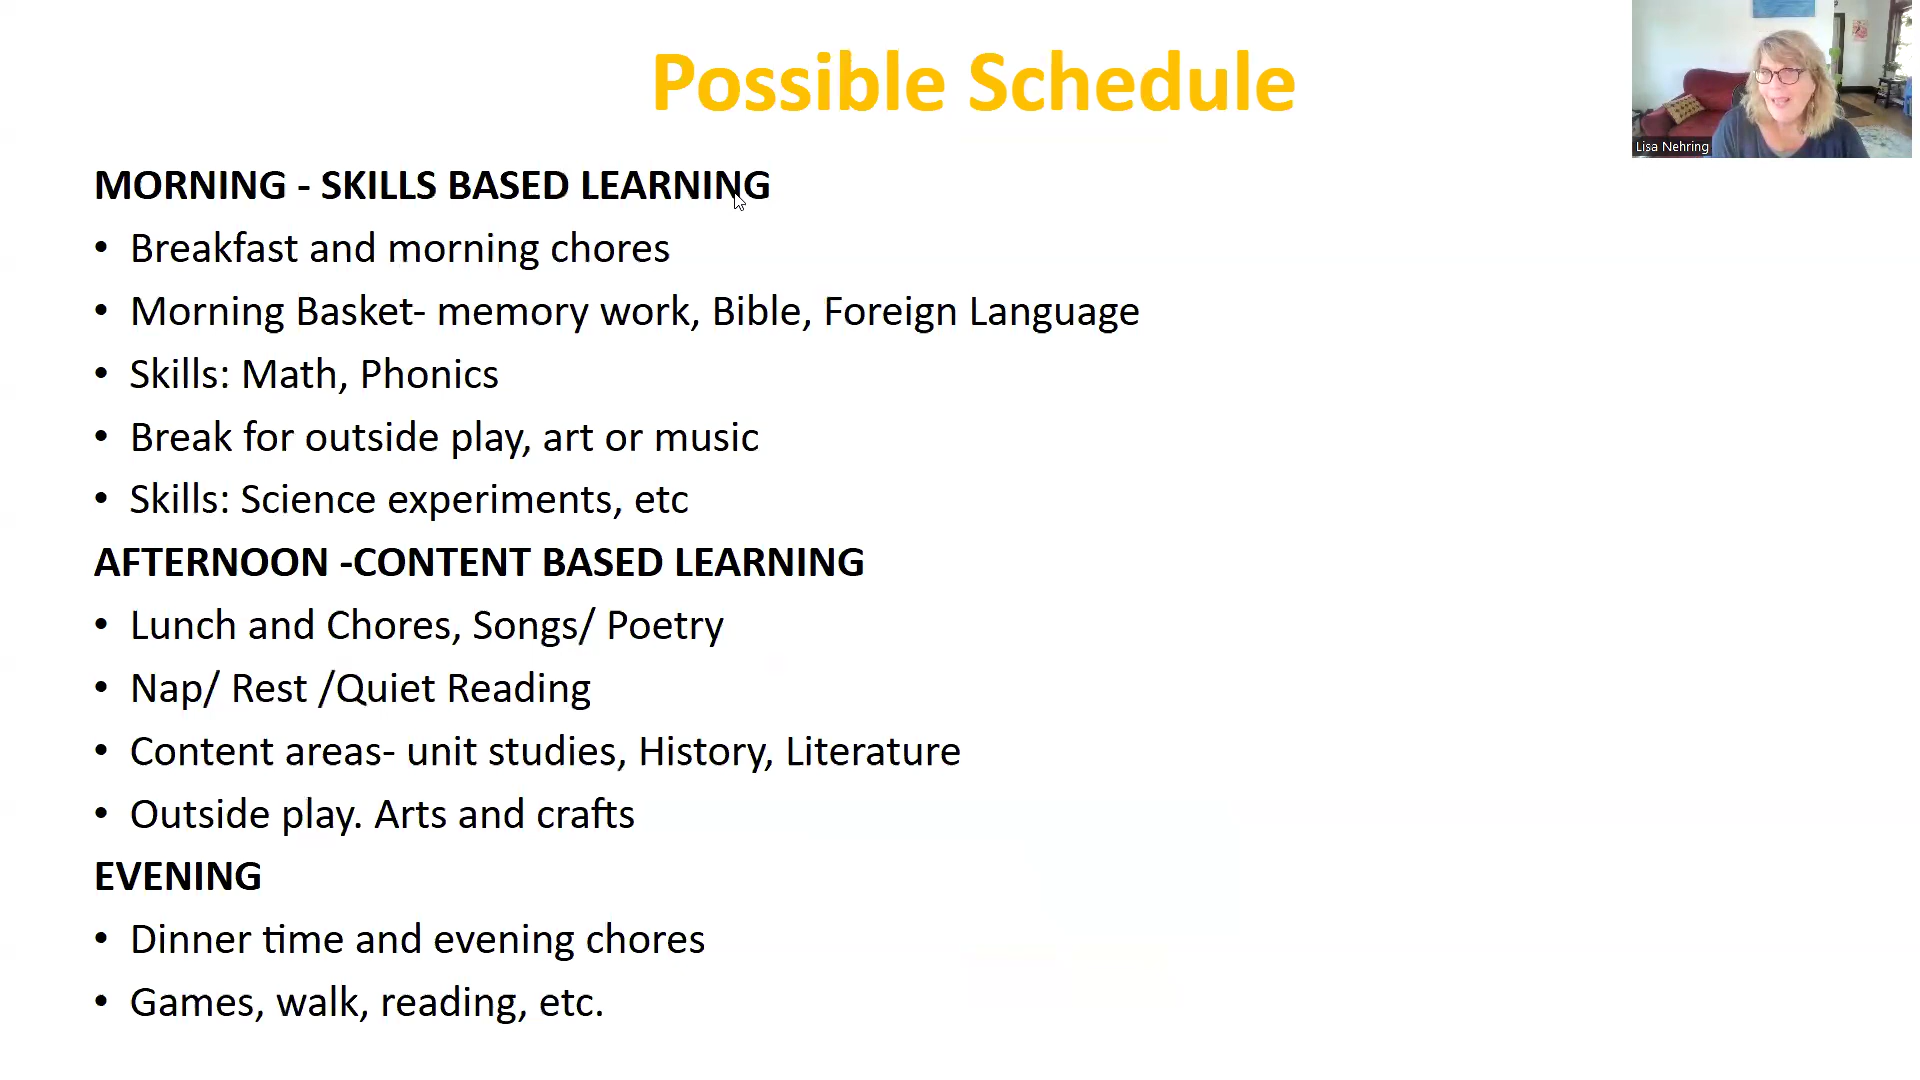 Possible Schedule
Lisa Nehring
MORNING - SKILLS BASED LEARNING
• Breakfast and morning chores
• Morning Basket- memory work, Bible, Foreign Language
• Skills: Math, Phonics
• Break for outside play, art or music
• Skills: Science experiments, etc
AFTERNOON -CONTENT BASED LEARNING
• Lunch and Chores, Songs/ Poetry
• Nap/ Rest /Quiet Reading
• Content areas- unit studies, History, Literature
• Outside play. Arts and crafts
EVENING
• Dinner time and evening chores
• Games, walk, reading, etc.